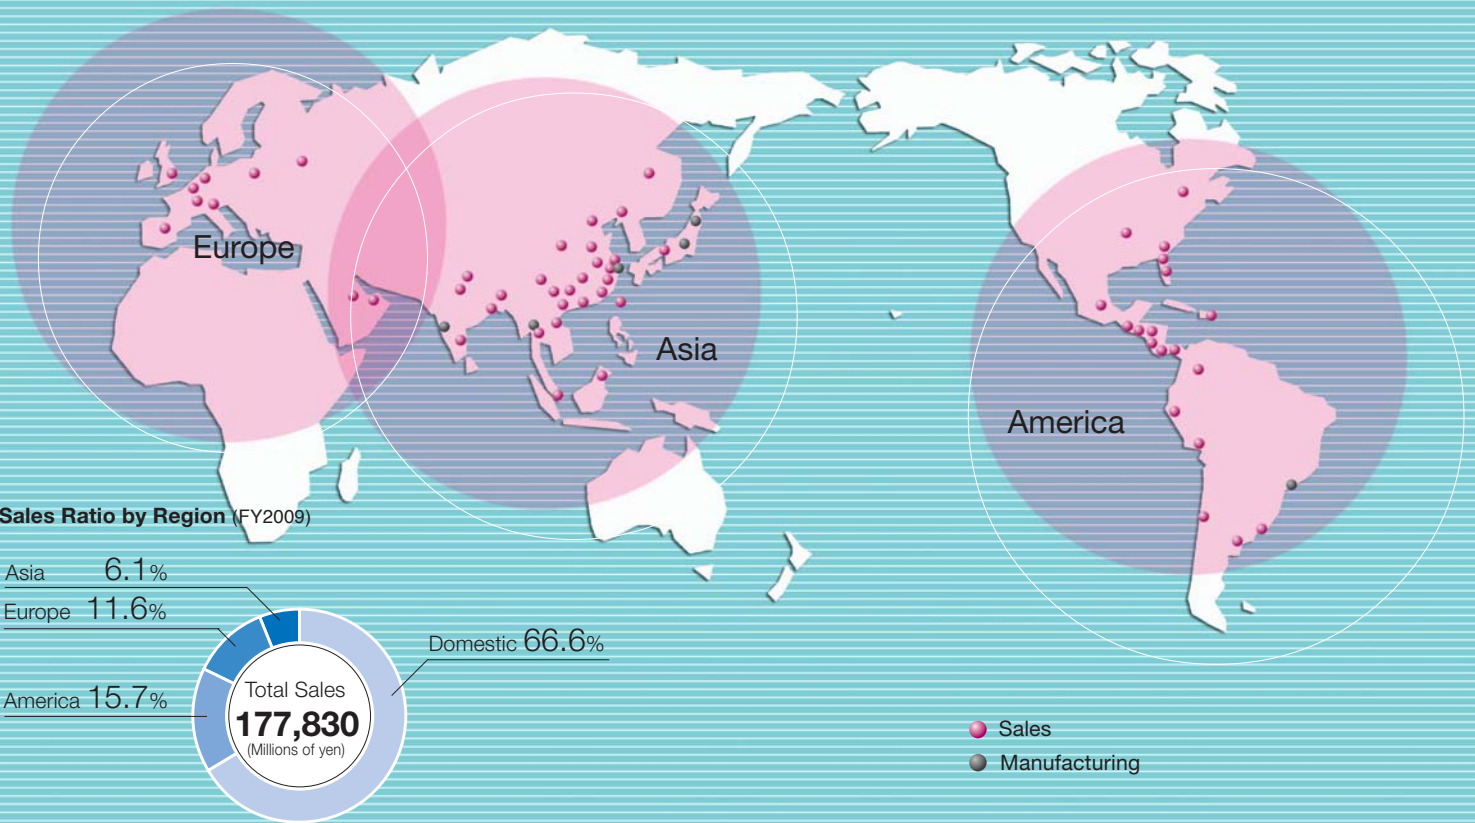 Europe
Asia
America
Sales Ratio by Region (FY2009)
Asia 6.1%
Europe 11.6%
America 15.7%
Domestic 66.6%
Total Sales
177,830
(Millions of yen)
Sales
Manufacturing